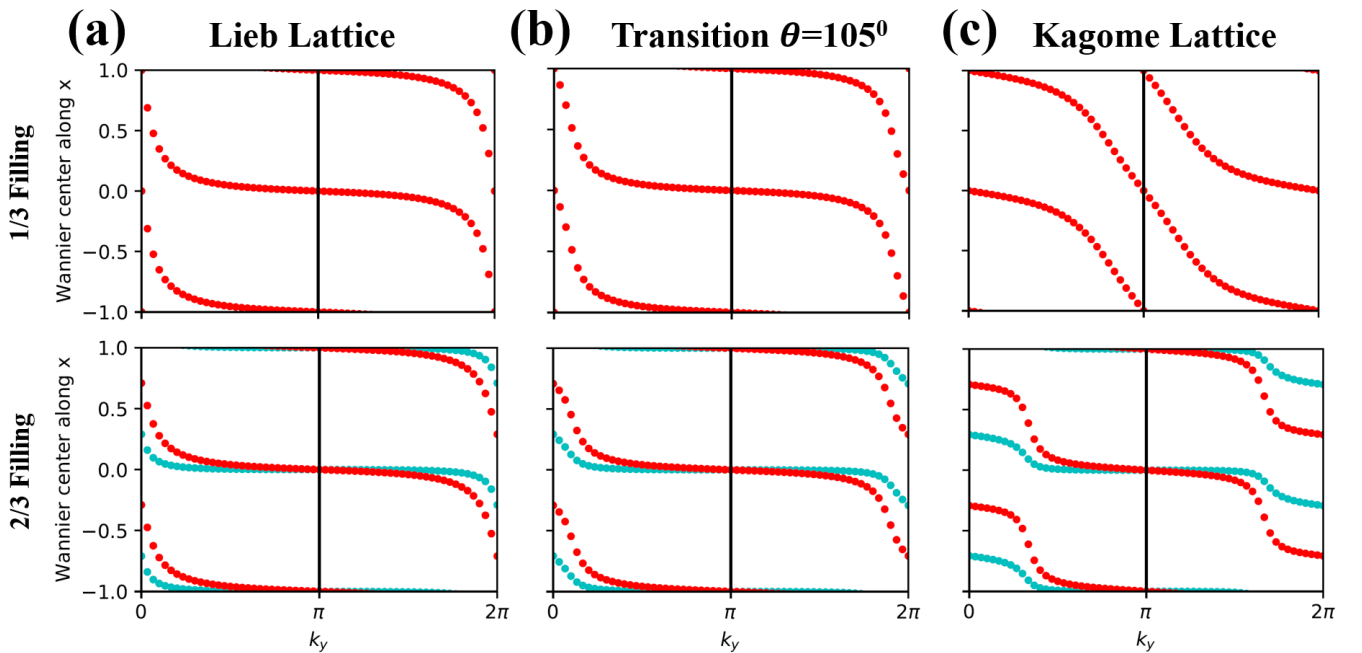 (a) Lieb Lattice
(b) Transition θ=105⁰
(c) Kagome Lattice
1/3 Filling
Wannier center along x
1.0
0.5
0.0
−0.5
−1.0
2/3 Filling
Wannier center along x
1.0
0.5
0.0
−0.5
−1.0
0 π 2π
k_y
0 π 2π
k_y
0 π 2π
k_y